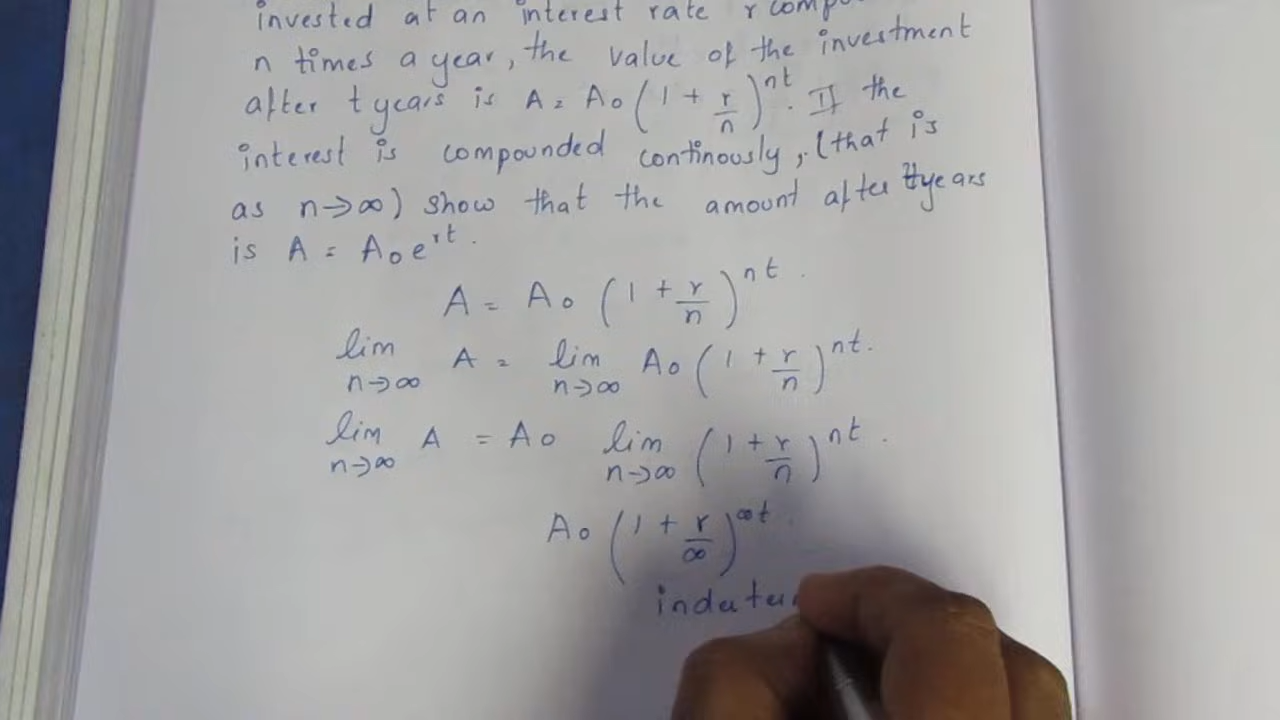 invested at an interest rate r compo
n times a year, the value of the investment
after t years is A = A₀(1 + r/n)^nt. If the
interest is compounded continously, (that is
as n→∞) show that the amount after t years
is A = A₀e^rt.
A = A₀ (1 + r/n)^nt.
lim n→∞ A = lim n→∞ A₀ (1 + r/n)^nt.
lim n→∞ A = A₀ lim n→∞ (1 + r/n)^nt.
A₀ (1 + r/∞)^∞t.